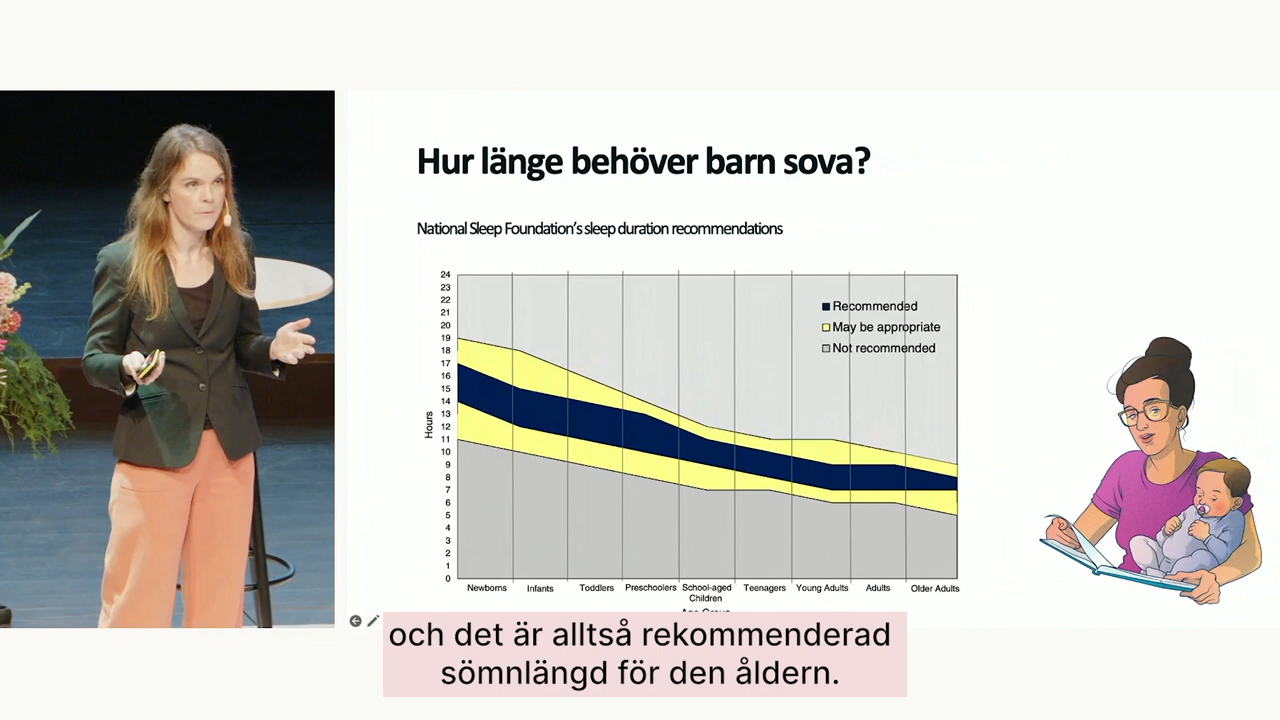 Hur länge behöver barn sova?
National Sleep Foundation's sleep duration recommendations
24
23
22
21
20
19
18
17
16
15
14
13
12
11
10
9
8
7
6
5
4
3
2
1
0
Hours
Recommended
May be appropriate
Not recommended
Newborns
Infants
Toddlers
Preschoolers
School-aged
Children
Teenagers
Young Adults
Adults
Older Adults
och det är alltså rekommenderad
sömnlängd för den åldern.